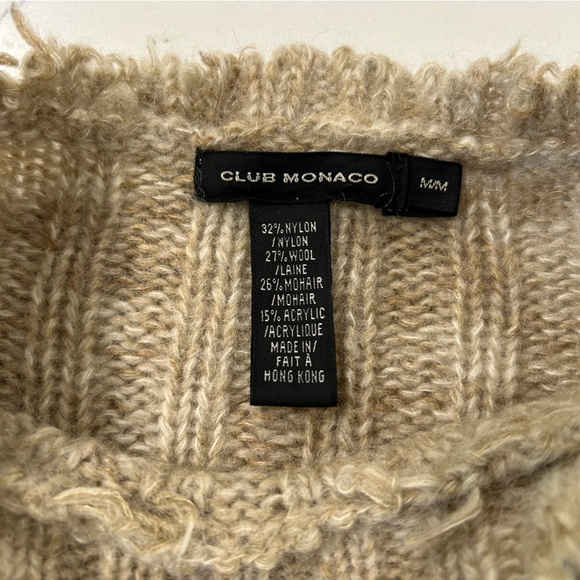 CLUB MONACO
M/M
32% NYLON
/NYLON
27% WOOL
/LAINE
26% MOHAIR
/MOHAIR
15% ACRYLIC
/ACRYLIQUE
MADE IN/
FAIT À
HONG KONG